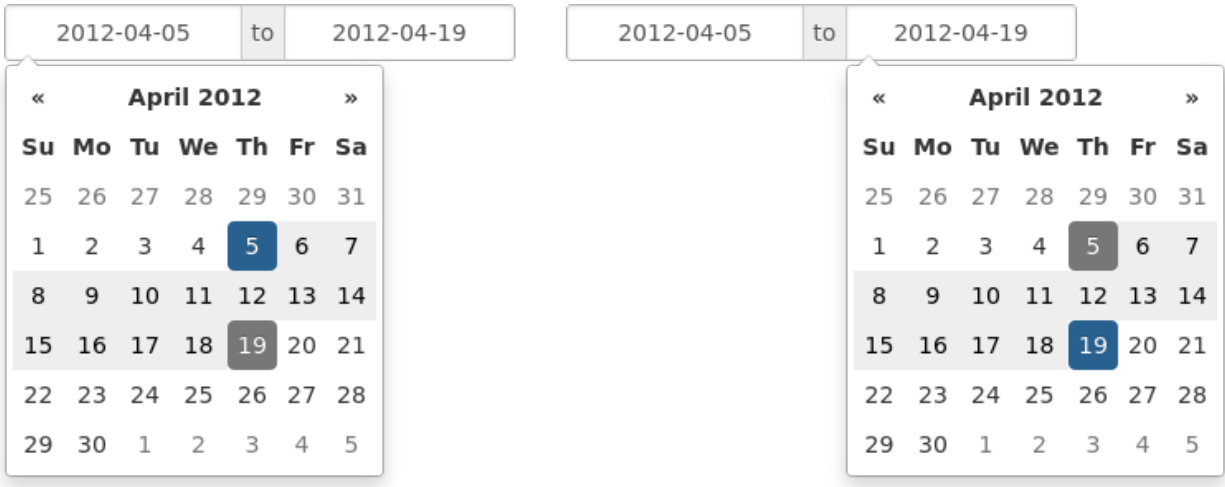 2012-04-05 to 2012-04-19
« April 2012 »
Su Mo Tu We Th Fr Sa
25 26 27 28 29 30 31
1 2 3 4 5 6 7
8 9 10 11 12 13 14
15 16 17 18 19 20 21
22 23 24 25 26 27 28
29 30 1 2 3 4 5
2012-04-05 to 2012-04-19
« April 2012 »
Su Mo Tu We Th Fr Sa
25 26 27 28 29 30 31
1 2 3 4 5 6 7
8 9 10 11 12 13 14
15 16 17 18 19 20 21
22 23 24 25 26 27 28
29 30 1 2 3 4 5